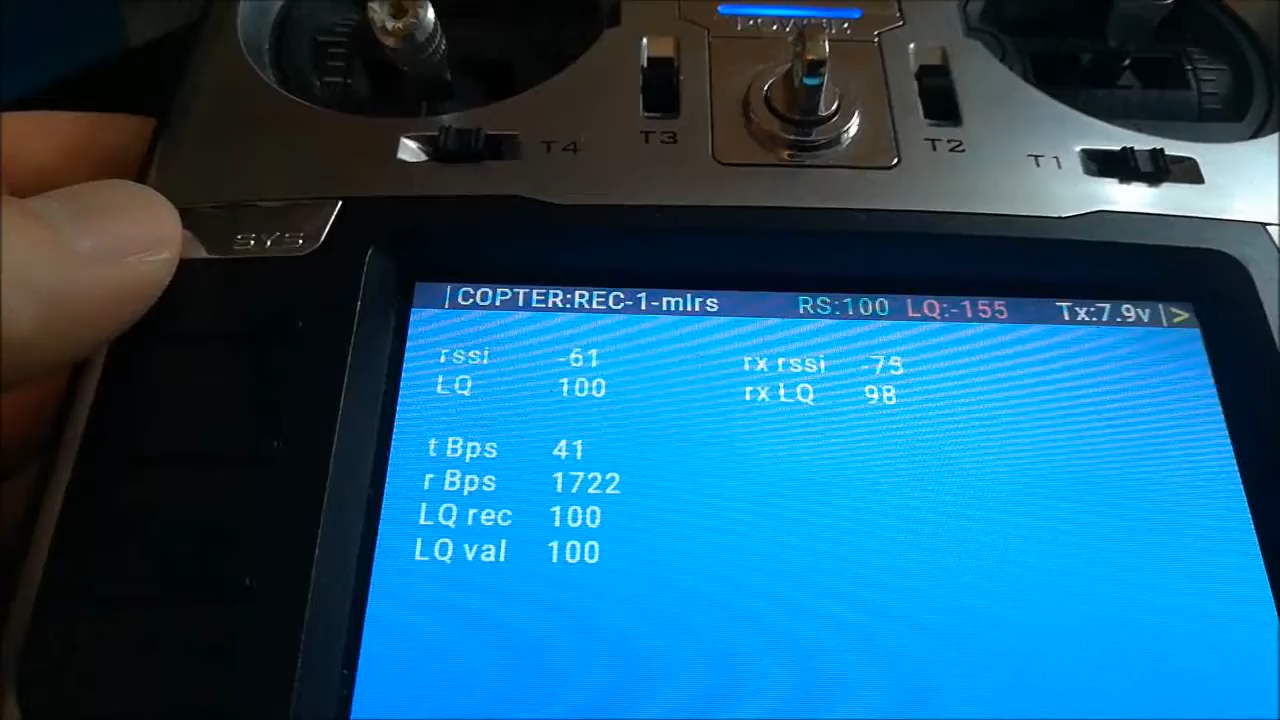 POWER
T4
T3
T2
T1
SYS
|COPTER:REC-1-mlrs RS:100 LQ:-155 Tx:7.9v|>
rssi -61 rx rssi -75
LQ 100 rx LQ 98
t Bps 41
r Bps 1722
LQ rec 100
LQ val 100